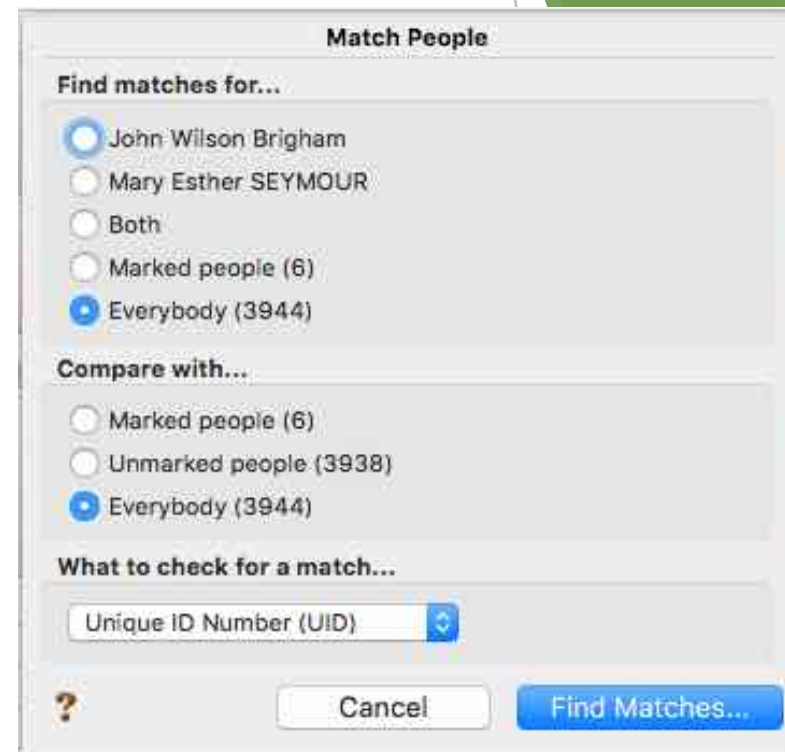 Match People
Find matches for...
John Wilson Brigham
Mary Esther SEYMOUR
Both
Marked people (6)
Everybody (3944)
Compare with...
Marked people (6)
Unmarked people (3938)
Everybody (3944)
What to check for a match...
Unique ID Number (UID)
?
Cancel
Find Matches...